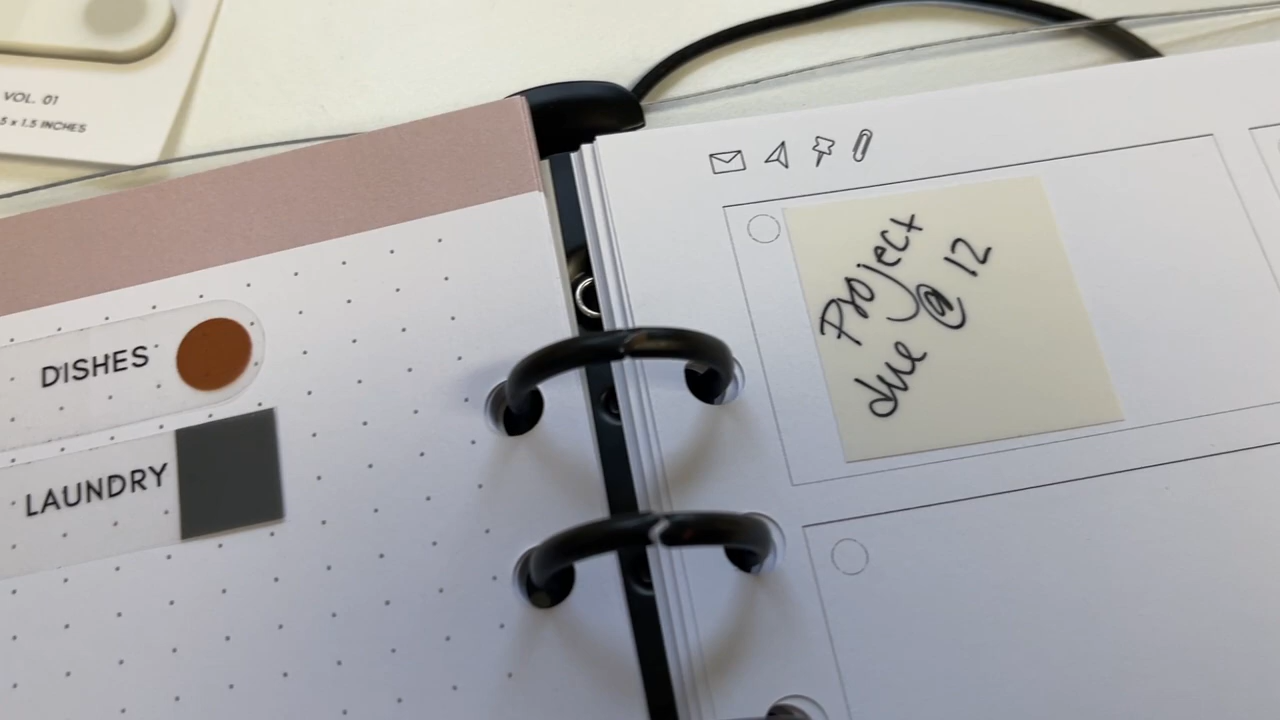 VOL. 01
5 x 1.5 INCHES
DISHES
LAUNDRY
Project
due @ 12